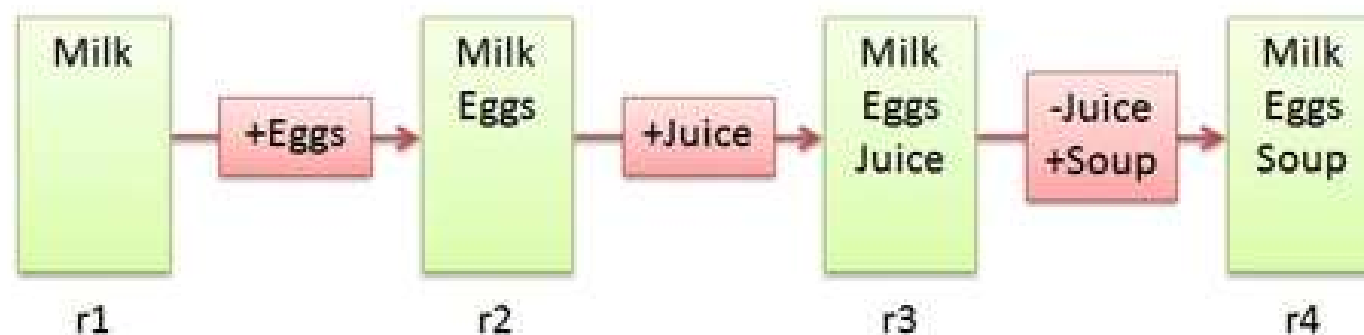 Milk
+Eggs
Milk
Eggs
+Juice
Milk
Eggs
Juice
-Juice
+Soup
Milk
Eggs
Soup
r1
r2
r3
r4